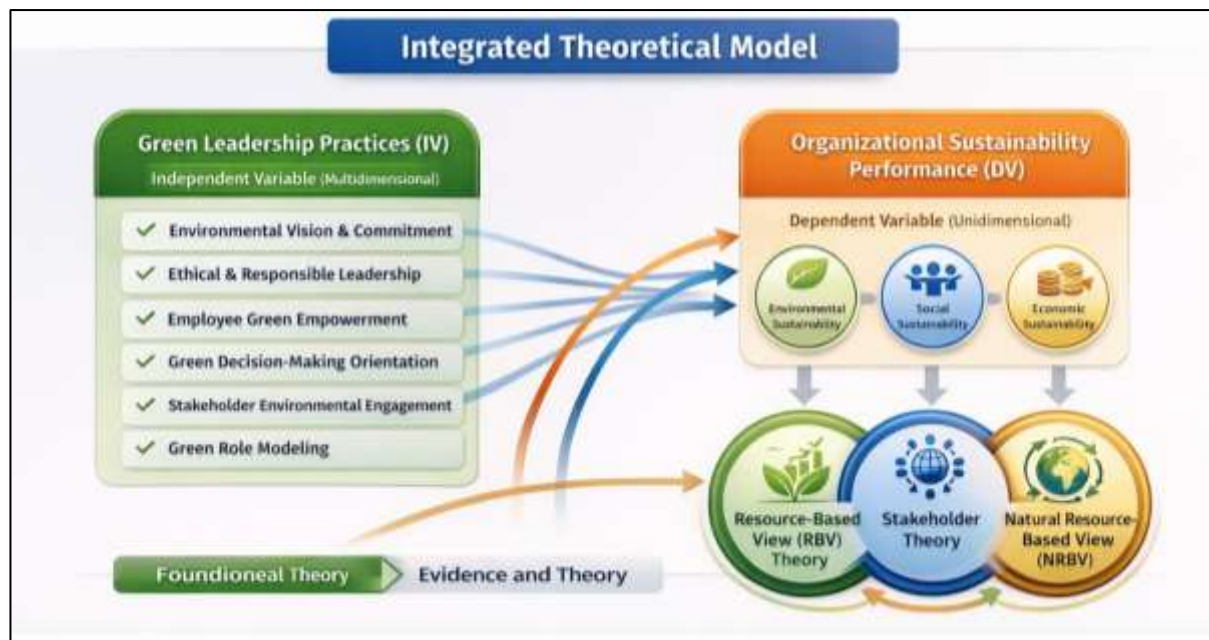 Integrated Theoretical Model
Green Leadership Practices (IV)
Independent Variable (Multidimensional)
Environmental Vision & Commitment
Ethical & Responsible Leadership
Employee Green Empowerment
Green Decision-Making Orientation
Stakeholder Environmental Engagement
Green Role Modeling
Organizational Sustainability
Performance (DV)
Dependent Variable (Unidimensional)
Environmental
Sustainability
Social
Sustainability
Economic
Sustainability
Resource-Based
View (RBV)
Theory
Stakeholder
Theory
Natural Resource-
Based View
(NRBV)
Foundioneal Theory
Evidence and Theory